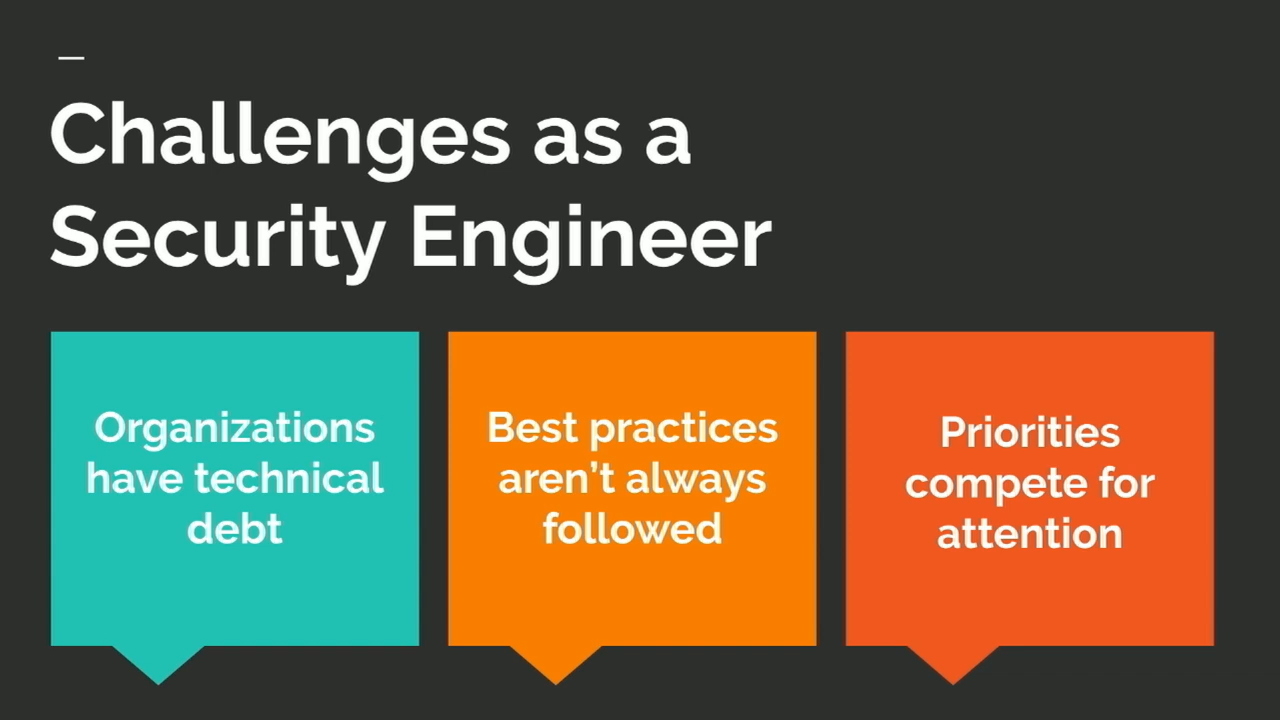 Challenges as a
Security Engineer
Organizations
have technical
debt
Best practices
aren’t always
followed
Priorities
compete for
attention